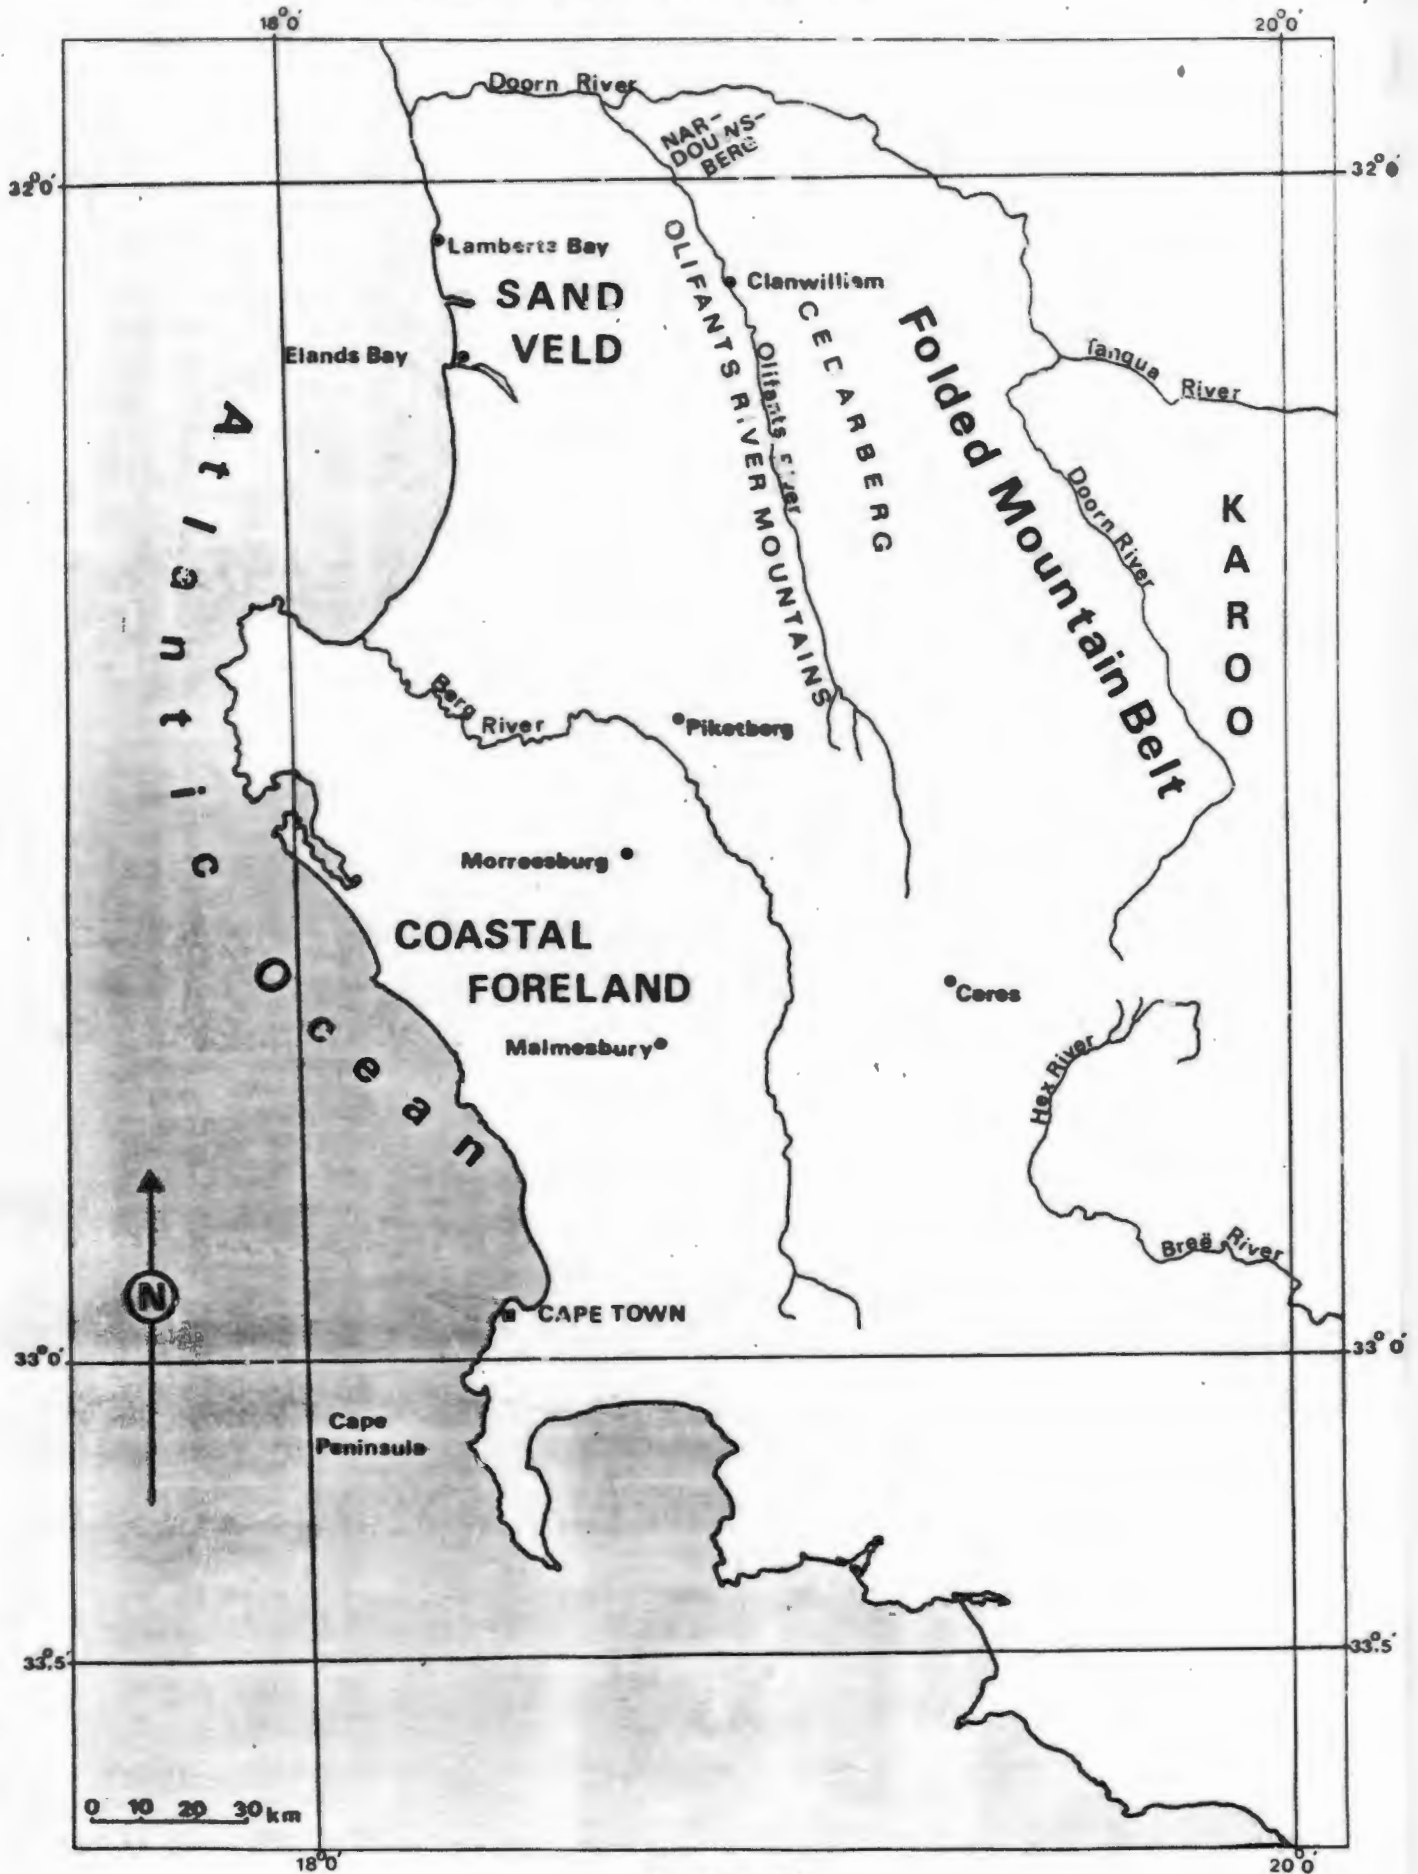 18°0'
20°0'
Doorn River
NAR-
DOUWS-
BERG
32°0'
32°0'
Lamberts Bay
OLIFANTS RIVER MOUNTAINS
SAND
VELD
Clanwilliam
CEDARBERG
Olifants River
Folded Mountain Belt
Elands Bay
Tanqua River
Atlantic Ocean
Doorn River
KAROO
Berg River
Piketberg
Morreesburg
COASTAL
FORELAND
Ceres
Malmesbury
Hex River
Breë River
N
CAPE TOWN
33°0'
33°0'
Cape
Peninsula
33°.5'
33°.5'
0 10 20 30 km
18°0'
20°0'